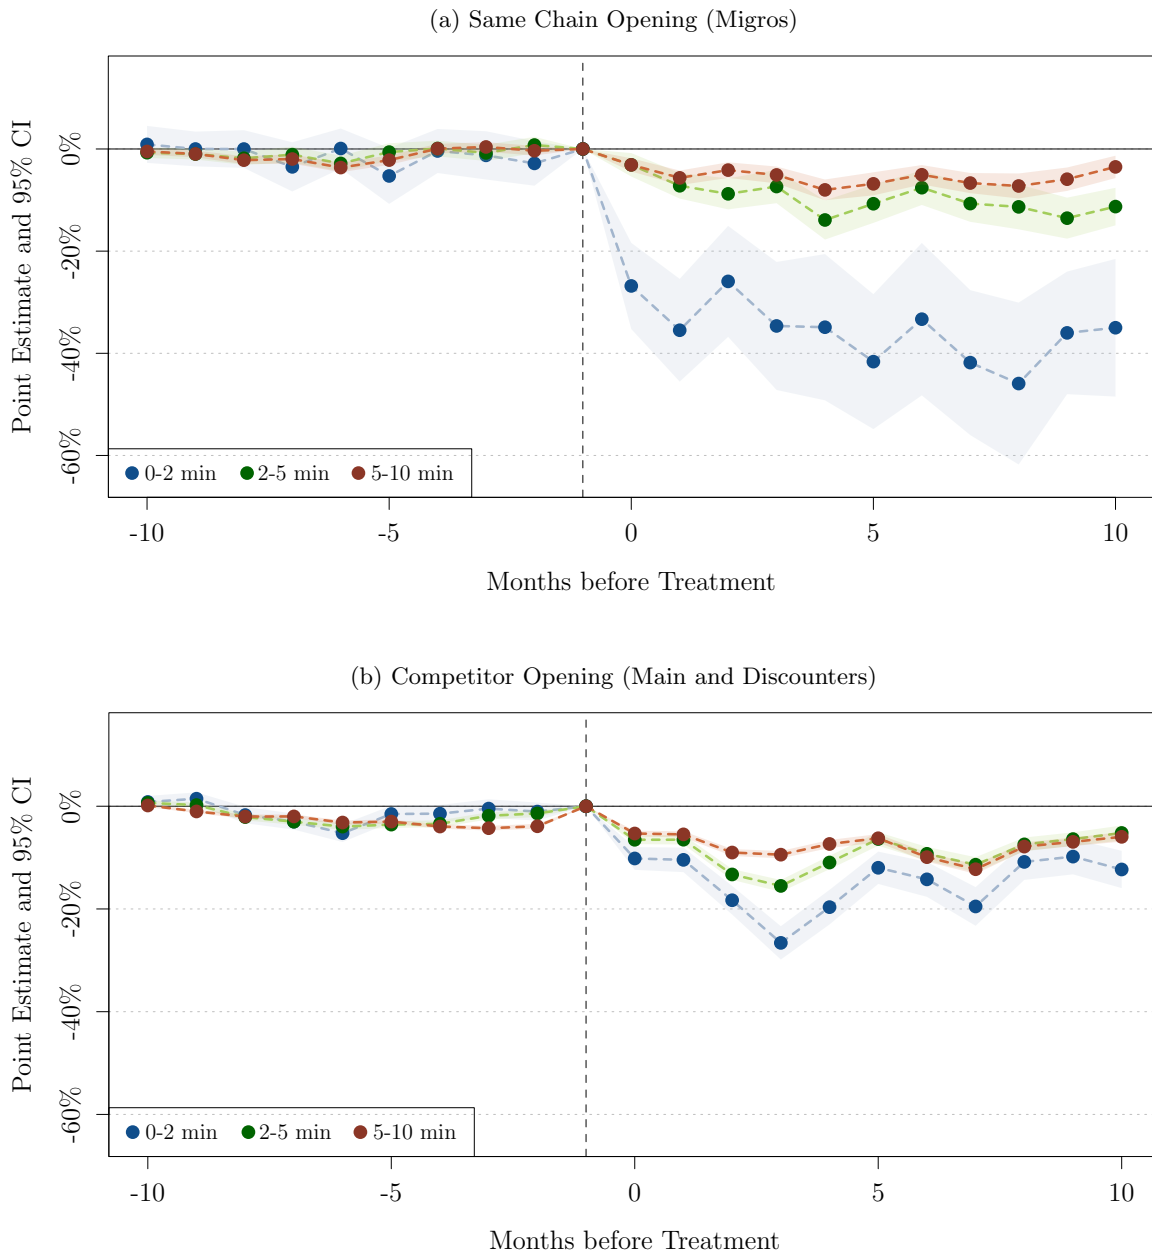 (a) Same Chain Opening (Migros)
Point Estimate and 95% CI
0%
-20%
-40%
-60%
0-2 min 2-5 min 5-10 min
-10 -5 0 5 10
Months before Treatment
(b) Competitor Opening (Main and Discounters)
Point Estimate and 95% CI
0%
-20%
-40%
-60%
0-2 min 2-5 min 5-10 min
-10 -5 0 5 10
Months before Treatment